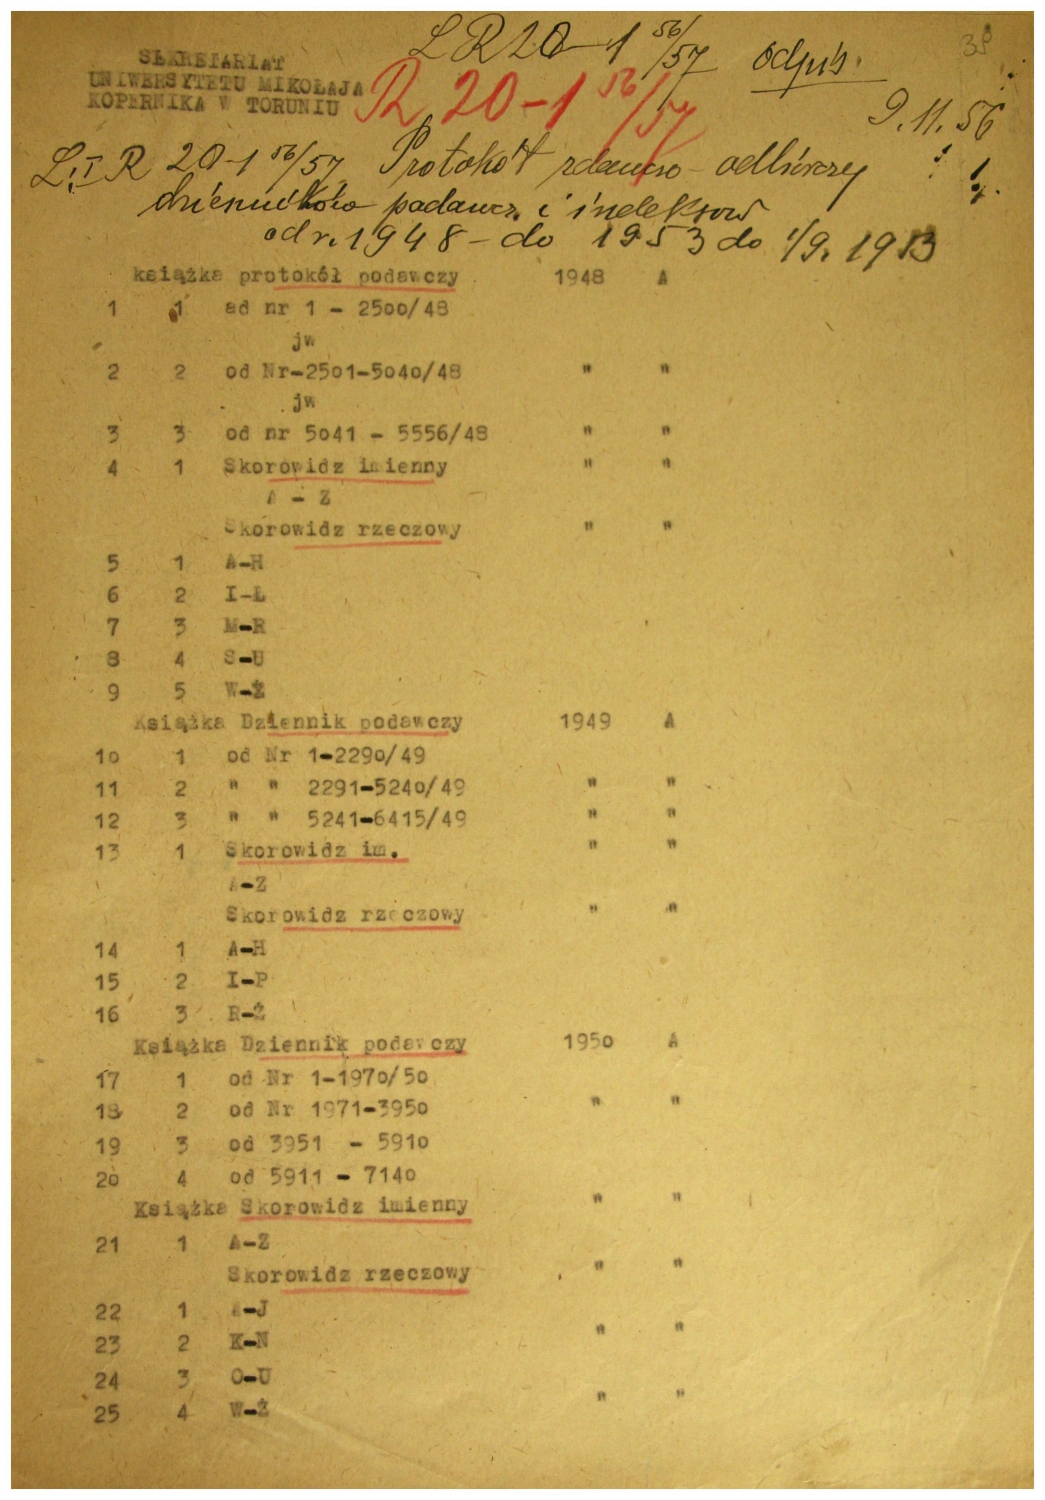 L R 20-1 56/57 odpis. 38
SEKRETARIAT
UNIWERSYTETU MIKOŁAJA
KOPERNIKA W TORUNIU
R 20-1 56/57
9.11.56
L.I R 20-1 56/57 Protokół zdawczo-odbiorczy
dzienników podawcz. i indeksów
od r. 1948 - do 1953 do 1/9. 1953
książka protokół podawczy 1948 A
1 1 ad nr 1 - 2500/48
jw
2 2 od Nr-2501-5040/48 " "
jw
3 3 od nr 5041 - 5556/48 " "
4 1 Skorowidz imienny " "
A - Z
Skorowidz rzeczowy " "
5 1 A-H
6 2 I-Ł
7 3 M-R
8 4 S-U
9 5 W-Ż
Książka Dziennik podawczy 1949 A
10 1 od Nr 1-2290/49
11 2 " " 2291-5240/49 " "
12 3 " " 5241-6415/49 " "
13 1 Skorowidz im. " "
A-Z
Skorowidz rzeczowy " "
14 1 A-H
15 2 I-P
16 3 R-Ż
Książka Dziennik podawczy 1950 A
17 1 od Nr 1-1970/50
18 2 od Nr 1971-3950 " "
19 3 od 3951 - 5910
20 4 od 5911 - 7140
Książka Skorowidz imienny " "
21 1 A-Z
Skorowidz rzeczowy " "
22 1 A-J
23 2 K-N " "
24 3 O-U
25 4 W-Ż " "